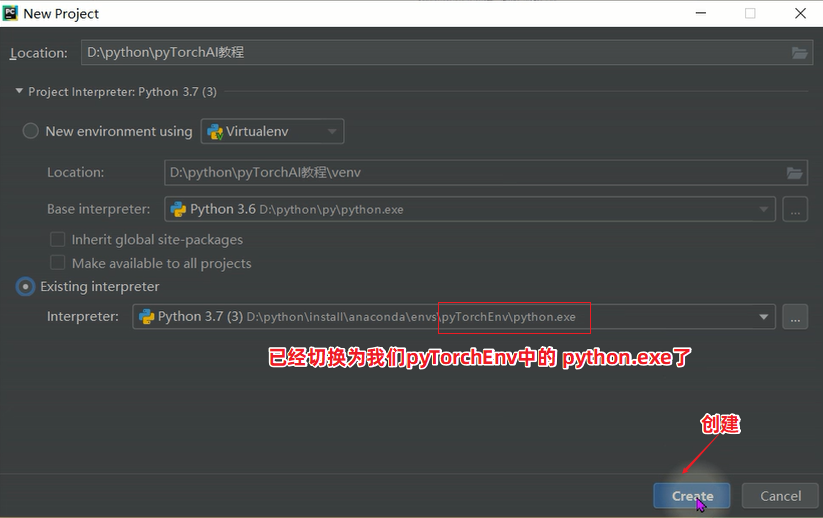 New Project
Location: D:\python\pyTorchAI教程
Project Interpreter: Python 3.7 (3)
New environment using Virtualenv
Location: D:\python\pyTorchAI教程\venv
Base interpreter: Python 3.6 D:\python\py\python.exe ...
Inherit global site-packages
Make available to all projects
Existing interpreter
Interpreter: Python 3.7 (3) D:\python\install\anaconda\envs\pyTorchEnv\python.exe ...
已经切换为我们pyTorchEnv中的 python.exe了
创建
Create Cancel